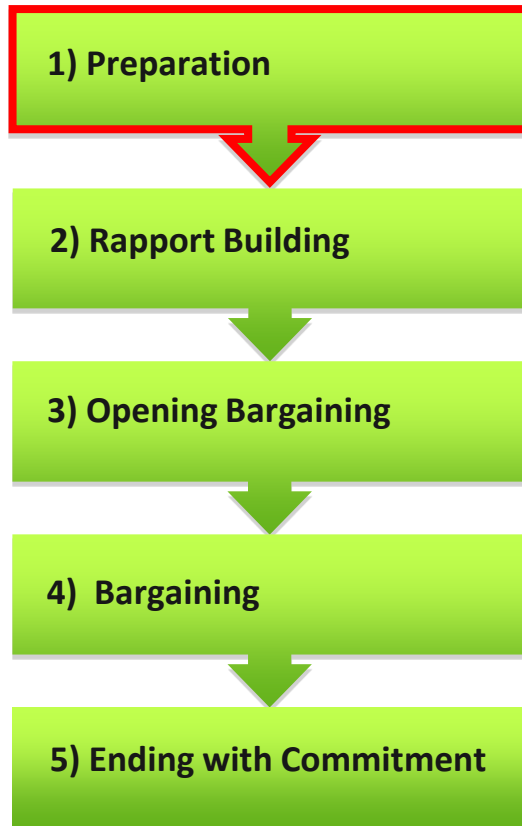 1) Preparation
2) Rapport Building
3) Opening Bargaining
4) Bargaining
5) Ending with Commitment